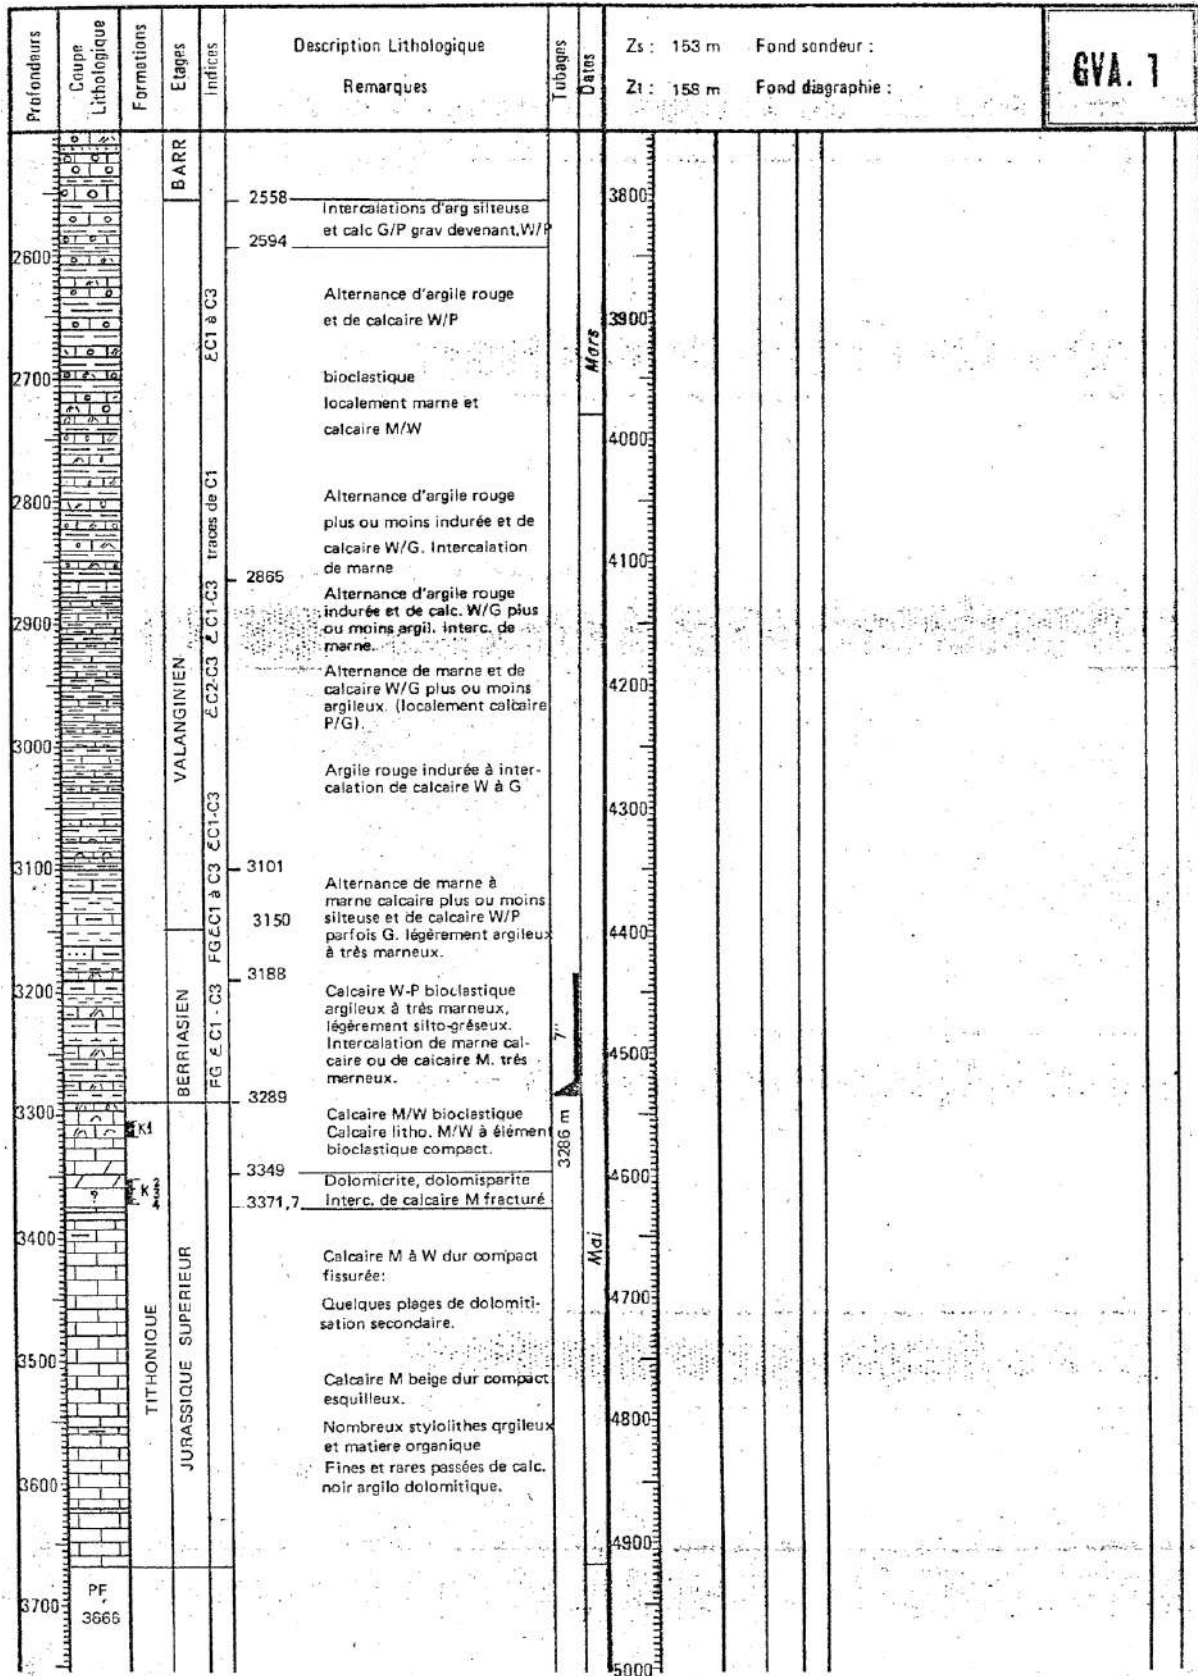 Profondeurs
Coupe
Lithologique
Formations
Etages
Indices
Description Lithologique
Remarques
Tubages
Dates
Zs : 153 m Fond sondeur :
Zt : 158 m Fond diagraphie :
GVA. 1
BARR
2558
Intercalations d'arg silteuse
et calc G/P grav devenant.W/P
2594
2600
Alternance d'argile rouge
et de calcaire W/P
ℰC1 à C3
bioclastique
2700
localement marne et
calcaire M/W
Mars
traces de C1
2800
Alternance d'argile rouge
plus ou moins indurée et de
calcaire W/G. Intercalation
de marne
2865
ℰC1-C3
Alternance d'argile rouge
indurée et de calc. W/G plus
ou moins argil. Interc. de
marne.
2900
VALANGINIEN
ℰC2-C3
Alternance de marne et de
calcaire W/G plus ou moins
argileux. (localement calcaire
P/G).
3000
Argile rouge indurée à inter-
calation de calcaire W à G
ℰC1-C3
3101
3100
FG ℰC1 à C3
Alternance de marne à
marne calcaire plus ou moins
silteuse et de calcaire W/P
parfois G. légèrement argileux
à très marneux.
3150
3188
3200
BERRIASIEN
FG ℰ C1 - C3
Calcaire W-P bioclastique
argileux à très marneux,
légèrement silto-gréseux.
Intercalation de marne cal-
caire ou de calcaire M. très
marneux.
7"
3289
3286 m
3300
K1
Calcaire M/W bioclastique
Calcaire litho. M/W à élément
bioclastique compact.
3349
Dolomicrite, dolomisparite
Interc. de calcaire M fracturé
?
K
3371,7
3400
Mai
Calcaire M à W dur compact
fissurée:
Quelques plages de dolomiti-
sation secondaire.
TITHONIQUE
JURASSIQUE SUPERIEUR
3500
Calcaire M beige dur compact
esquilleux.
Nombreux stylolithes qrgileux
et matiere organique
Fines et rares passées de calc.
noir argilo dolomitique.
3600
PF
3666
3700
3800
3900
4000
4100
4200
4300
4400
4500
4600
4700
4800
4900
5000